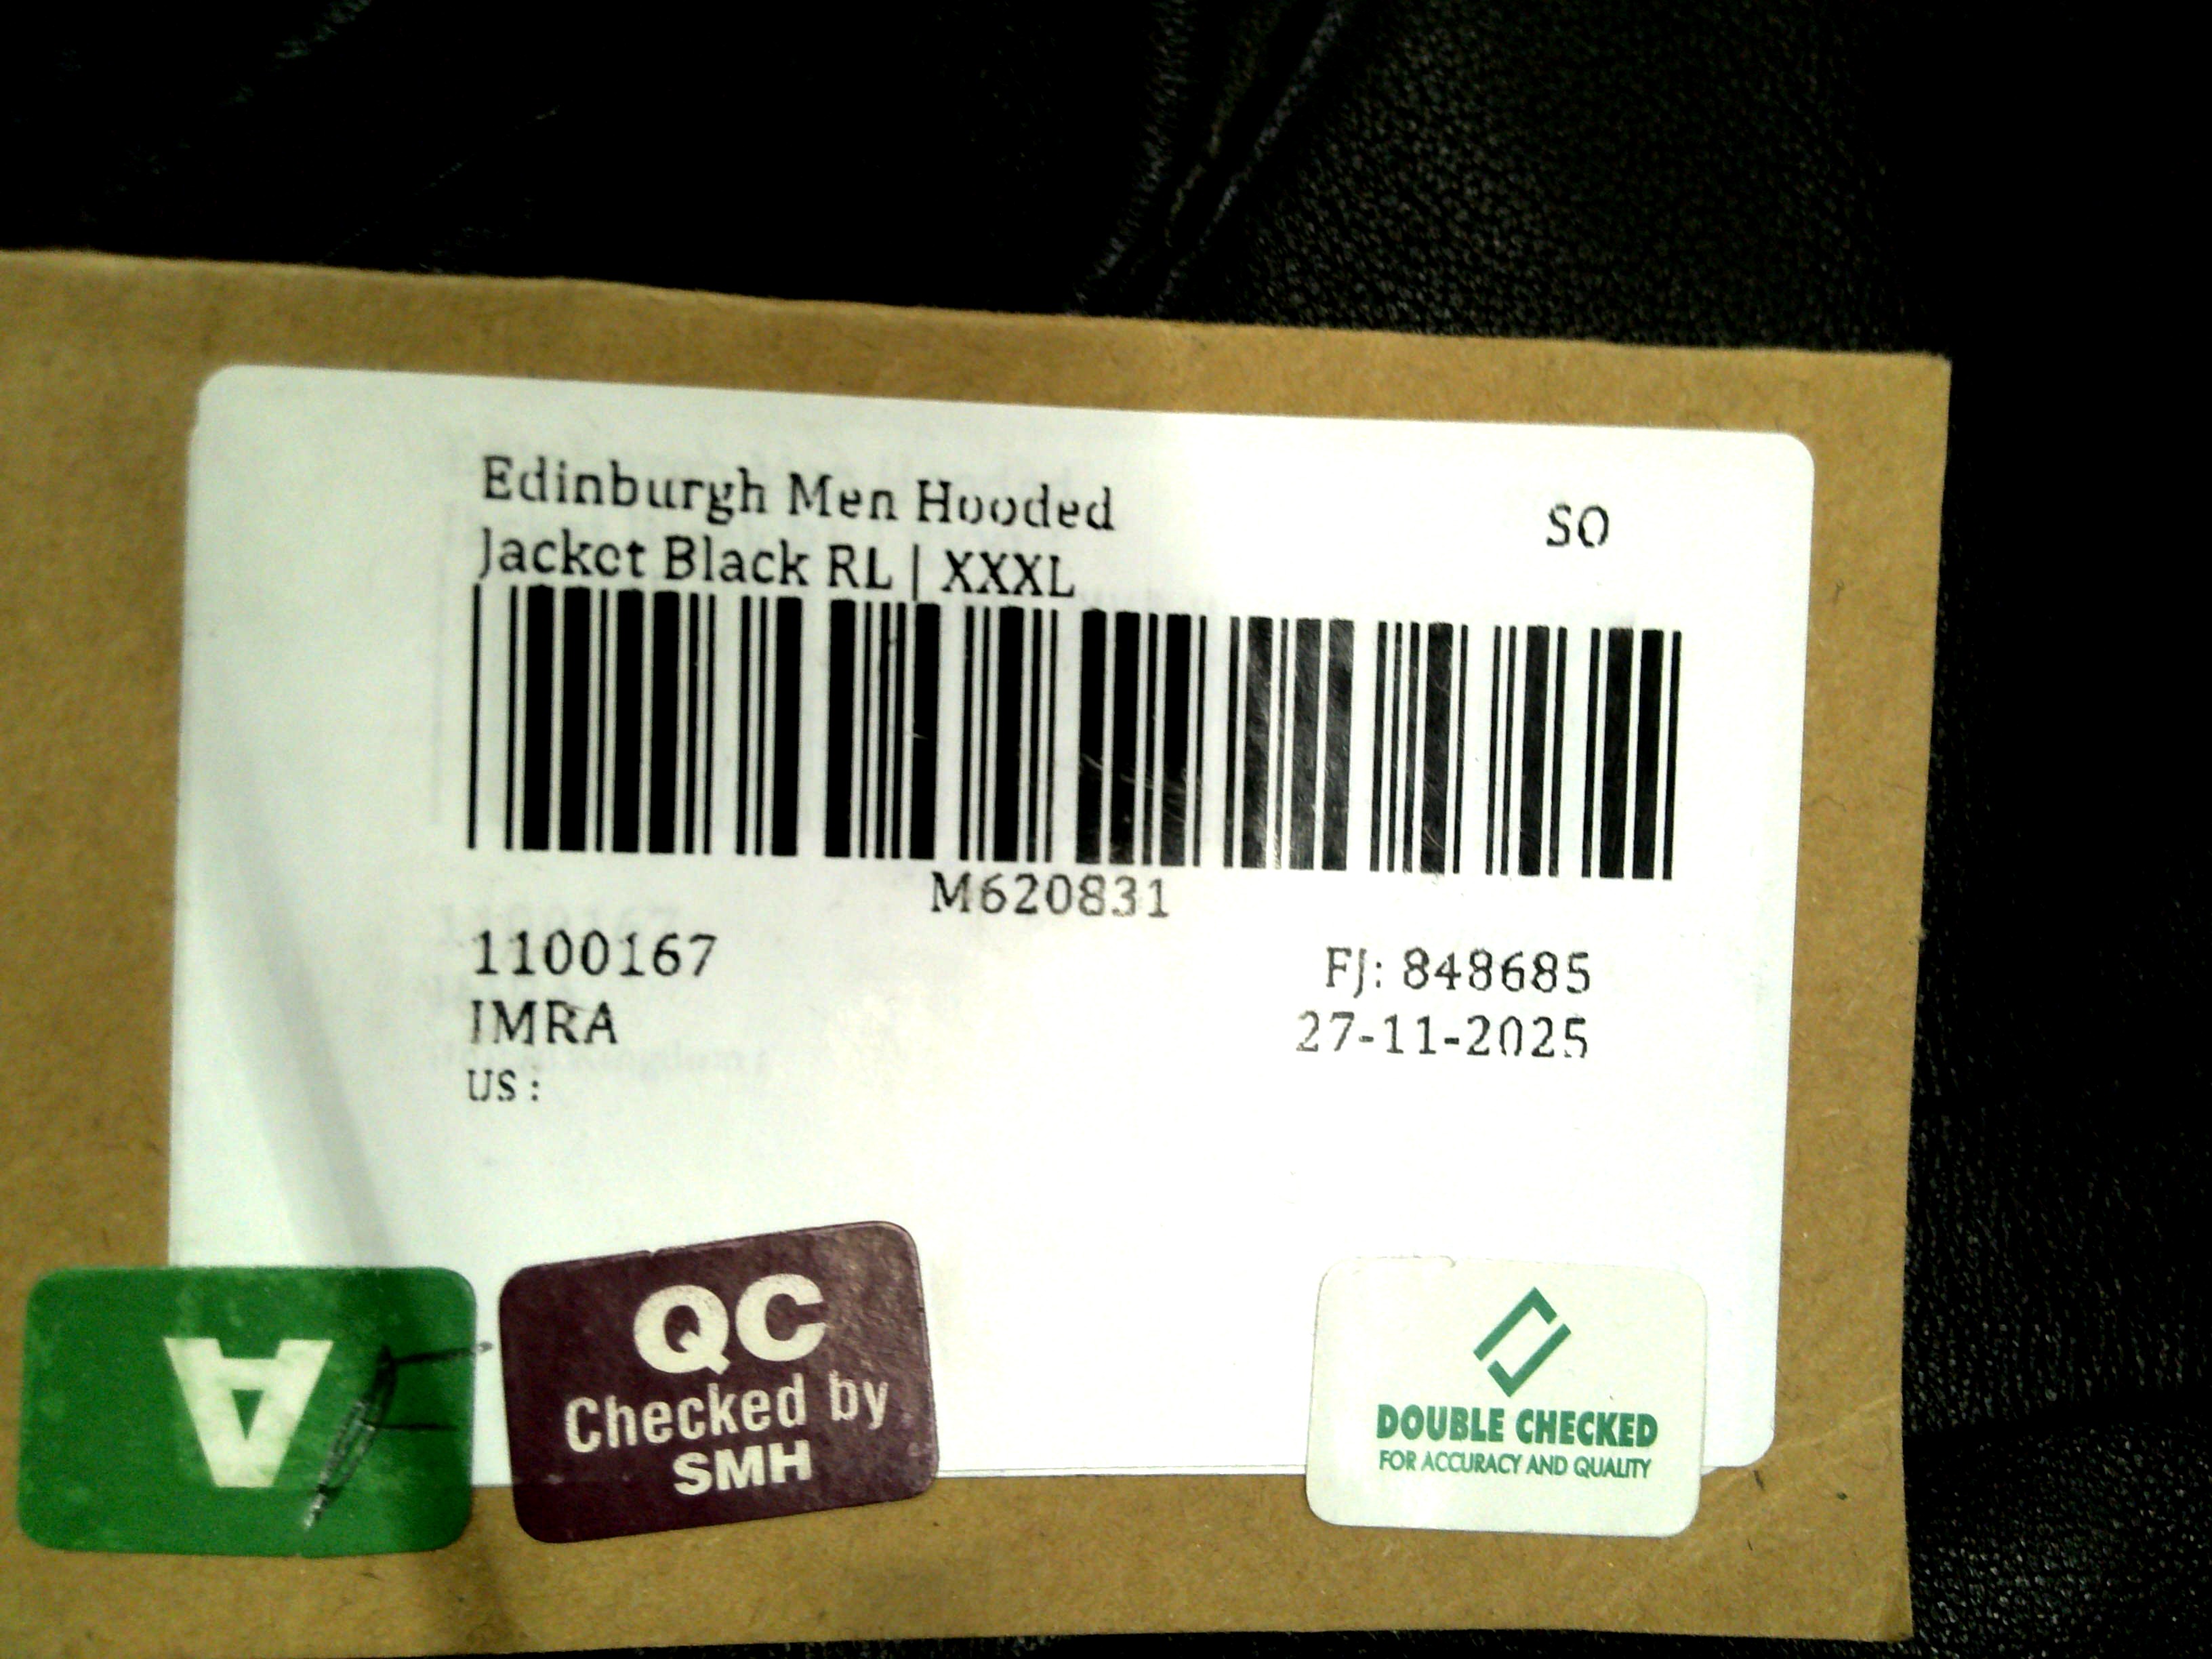 Edinburgh Men Hooded
Jacket Black RL | XXXL
SO
M620831
1100167
IMRA
US :
FJ: 848685
27-11-2025
A
QC
Checked by
SMH
DOUBLE CHECKED
FOR ACCURACY AND QUALITY